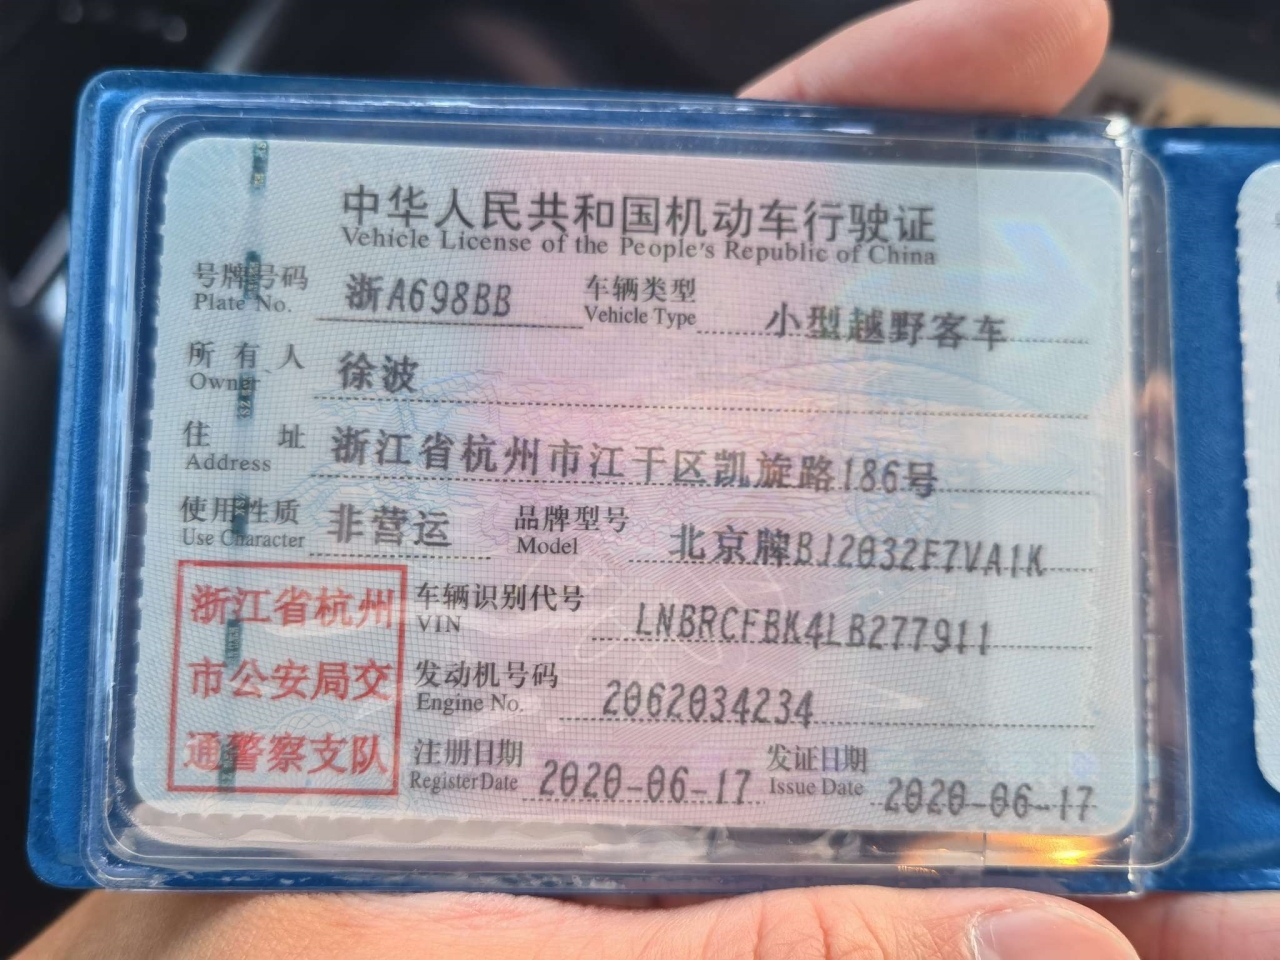 中华人民共和国机动车行驶证
Vehicle License of the People's Republic of China
号牌号码 浙A698BB 车辆类型 小型越野客车
Plate No. Vehicle Type
所有人 徐波
Owner
住址 浙江省杭州市江干区凯旋路186号
Address
使用性质 非营运 品牌型号 北京牌BJ2032F7VA1K
Use Character Model
浙江省杭州
市公安局交
通警察支队
车辆识别代号 LNBRCFBK4LB277911
VIN
发动机号码 2062034234
Engine No.
注册日期 2020-06-17 发证日期 2020-06-17
Register Date Issue Date